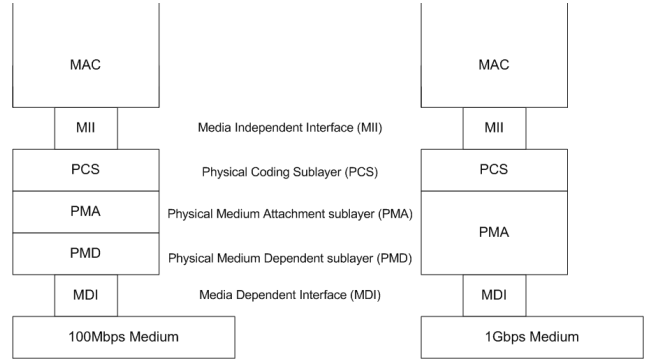 MAC
MAC
MII
Media Independent Interface (MII)
MII
PCS
Physical Coding Sublayer (PCS)
PCS
PMA
Physical Medium Attachment sublayer (PMA)
PMA
PMD
Physical Medium Dependent sublayer (PMD)
MDI
Media Dependent Interface (MDI)
MDI
100Mbps Medium
1Gbps Medium